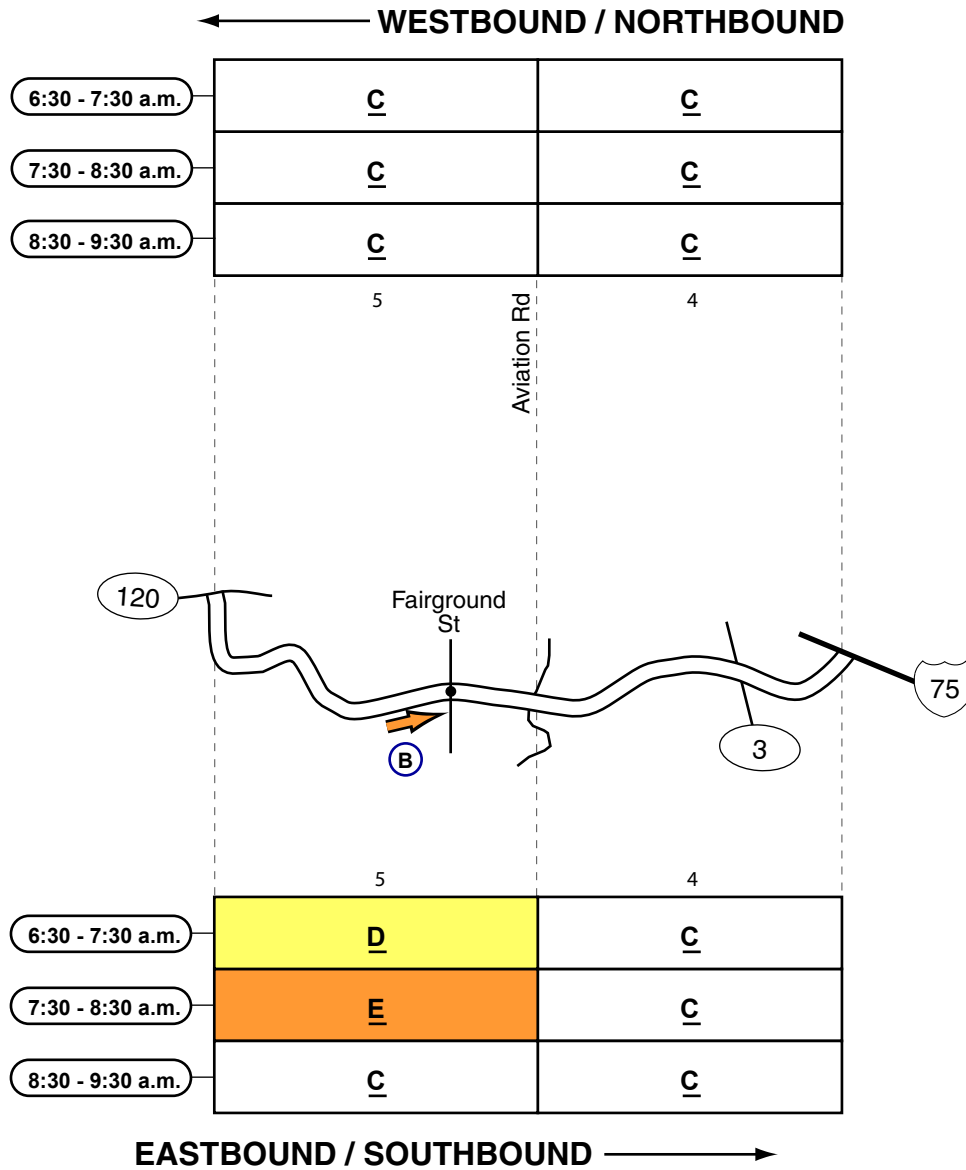 WESTBOUND / NORTHBOUND
6:30 - 7:30 a.m. C C
7:30 - 8:30 a.m. C C
8:30 - 9:30 a.m. C C
5 4
Aviation Rd
120
Fairground
St
75
B
3
5 4
6:30 - 7:30 a.m. D C
7:30 - 8:30 a.m. E C
8:30 - 9:30 a.m. C C
EASTBOUND / SOUTHBOUND